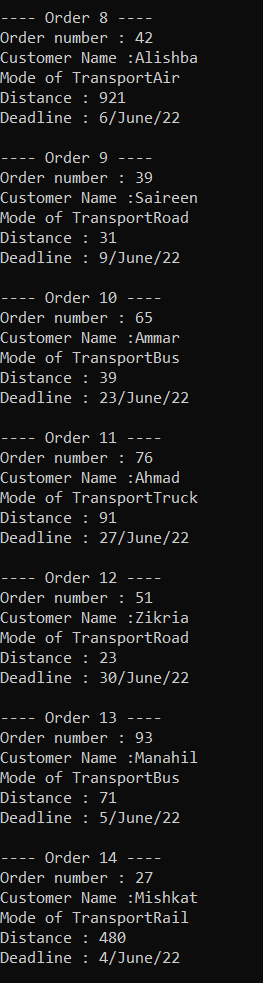 ---- Order 8 ----
Order number : 42
Customer Name :Alishba
Mode of TransportAir
Distance : 921
Deadline : 6/June/22

---- Order 9 ----
Order number : 39
Customer Name :Saireen
Mode of TransportRoad
Distance : 31
Deadline : 9/June/22

---- Order 10 ----
Order number : 65
Customer Name :Ammar
Mode of TransportBus
Distance : 39
Deadline : 23/June/22

---- Order 11 ----
Order number : 76
Customer Name :Ahmad
Mode of TransportTruck
Distance : 91
Deadline : 27/June/22

---- Order 12 ----
Order number : 51
Customer Name :Zikria
Mode of TransportRoad
Distance : 23
Deadline : 30/June/22

---- Order 13 ----
Order number : 93
Customer Name :Manahil
Mode of TransportBus
Distance : 71
Deadline : 5/June/22

---- Order 14 ----
Order number : 27
Customer Name :Mishkat
Mode of TransportRail
Distance : 480
Deadline : 4/June/22